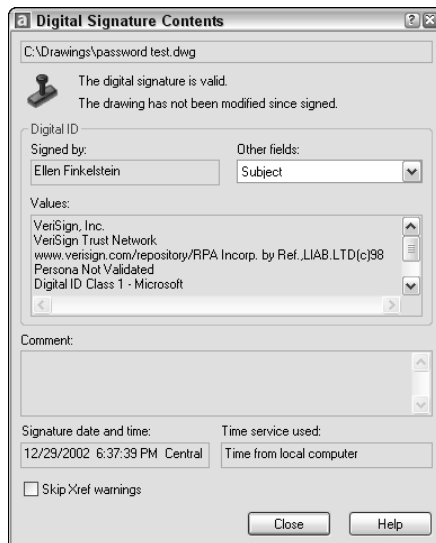 a Digital Signature Contents ? X
C:\Drawings\password test.dwg
The digital signature is valid.
The drawing has not been modified since signed.
Digital ID
Signed by:
Other fields:
Ellen Finkelstein
Subject
Values:
VeriSign, Inc.
VeriSign Trust Network
www.verisign.com/repository/RPA Incorp. by Ref.,LIAB.LTD(c)98
Persona Not Validated
Digital ID Class 1 - Microsoft
Comment:
Signature date and time:
Time service used:
12/29/2002 6:37:39 PM Central
Time from local computer
Skip Xref warnings
Close
Help